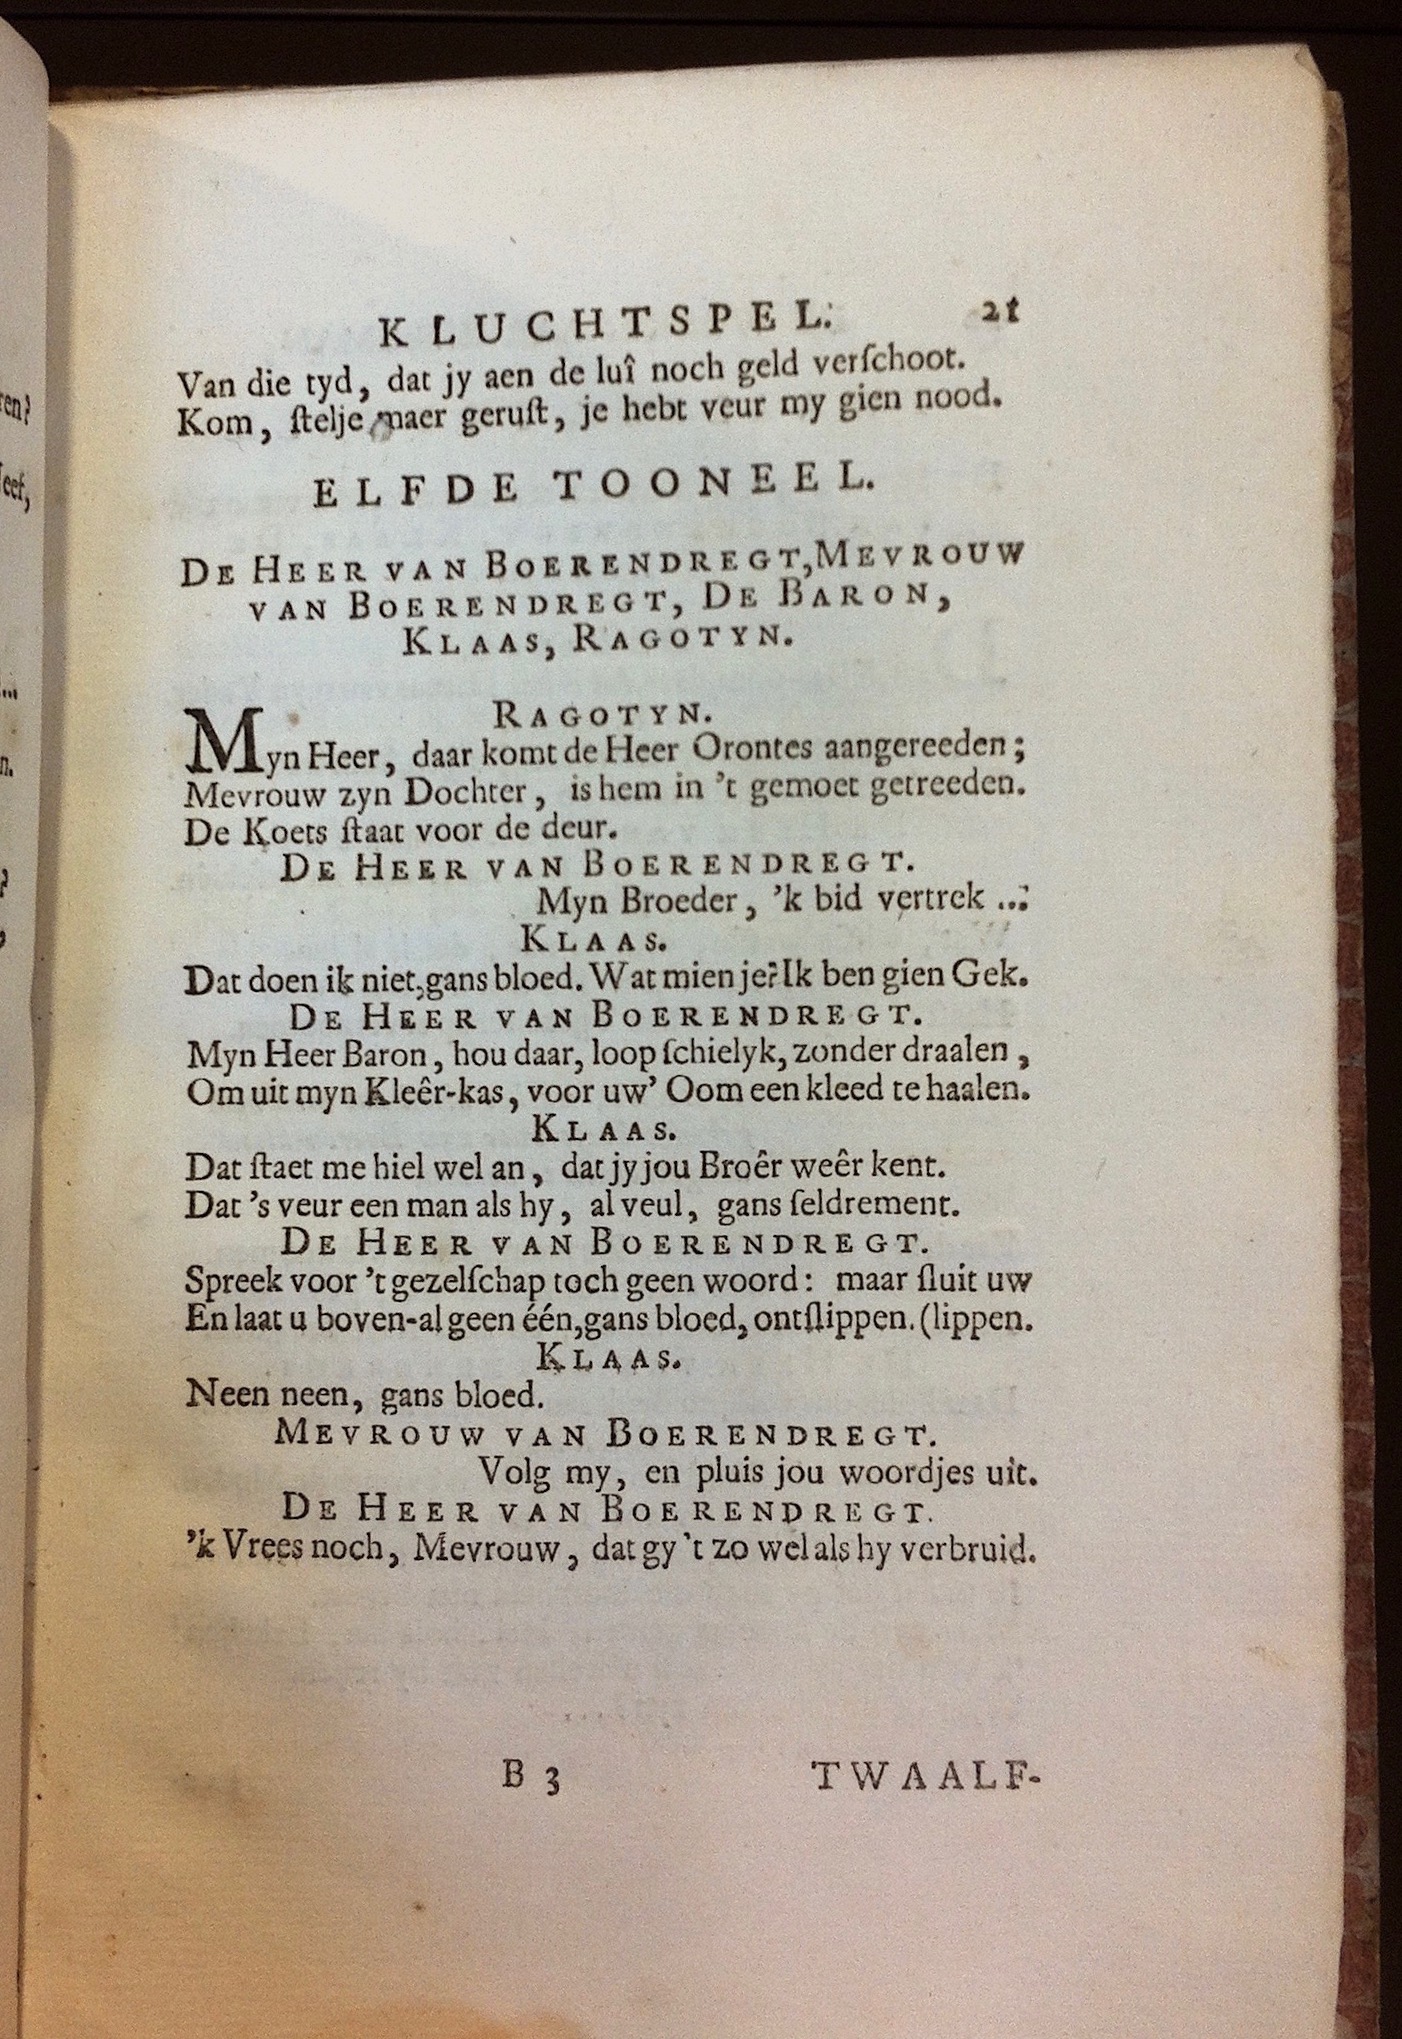 KLUCHTSPEL. 21
Van die tyd, dat jy aen de luî noch geld verſchoot.
Kom, ſtelje maer geruſt, je hebt veur my gien nood.
ELFDE TOONEEL.
DE HEER VAN BOERENDREGT, MEVROUW
VAN BOERENDREGT, DE BARON,
KLAAS, RAGOTYN.
RAGOTYN.
Myn Heer, daar komt de Heer Orontes aangereeden;
Mevrouw zyn Dochter, is hem in 't gemoet getreeden.
De Koets ſtaat voor de deur.
DE HEER VAN BOERENDREGT.
Myn Broeder, 'k bid vertrek ...
KLAAS.
Dat doen ik niet, gans bloed. Wat mien je? Ik ben gien Gek.
DE HEER VAN BOERENDREGT.
Myn Heer Baron, hou daar, loop ſchielyk, zonder draalen,
Om uit myn Kleêr-kas, voor uw' Oom een kleed te haalen.
KLAAS.
Dat ſtaet me hiel wel an, dat jy jou Broêr weêr kent.
Dat 's veur een man als hy, al veul, gans ſeldrement.
DE HEER VAN BOERENDREGT.
Spreek voor 't gezelſchap toch geen woord: maar ſluit uw
En laat u boven-al geen één, gans bloed, ontſlippen. (lippen.
KLAAS.
Neen neen, gans bloed.
MEVROUW VAN BOERENDREGT.
Volg my, en pluis jou woordjes uit.
DE HEER VAN BOERENDREGT.
'k Vrees noch, Mevrouw, dat gy 't zo wel als hy verbruid.
B 3 TWAALF-